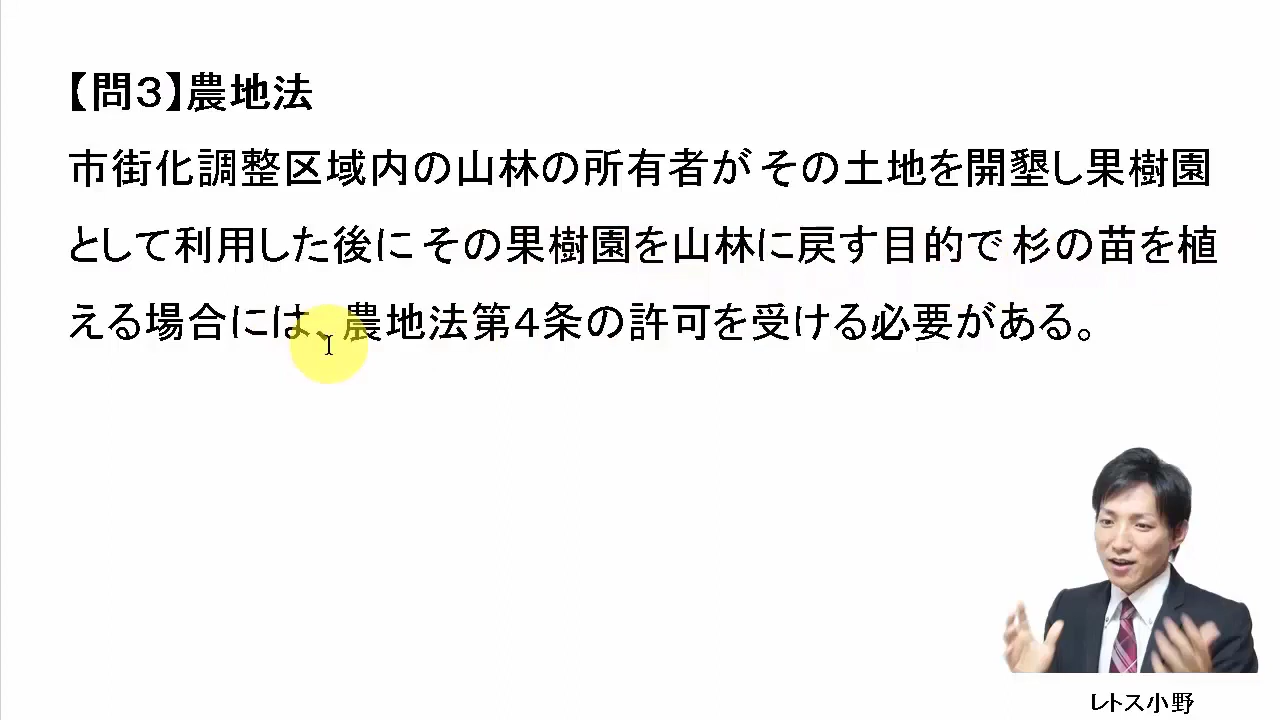 【問3】農地法
市街化調整区域内の山林の所有者がその土地を開墾し果樹園
として利用した後にその果樹園を山林に戻す目的で杉の苗を植
える場合には、農地法第4条の許可を受ける必要がある。
レトス小野